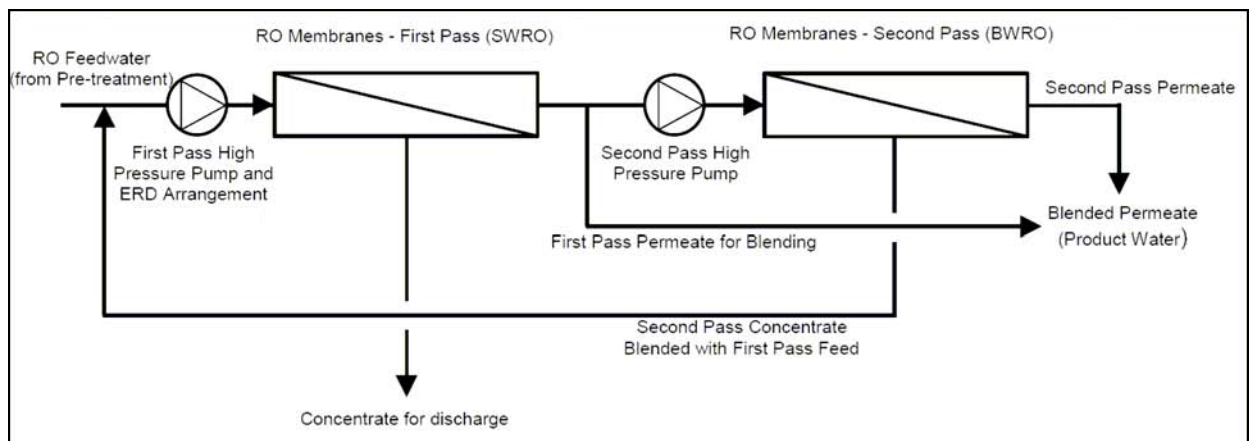 RO Membranes - First Pass (SWRO)
RO Membranes - Second Pass (BWRO)
RO Feedwater
(from Pre-treatment)
Second Pass Permeate
First Pass High
Pressure Pump and
ERD Arrangement
Second Pass High
Pressure Pump
Blended Permeate
(Product Water)
First Pass Permeate for Blending
Second Pass Concentrate
Blended with First Pass Feed
Concentrate for discharge